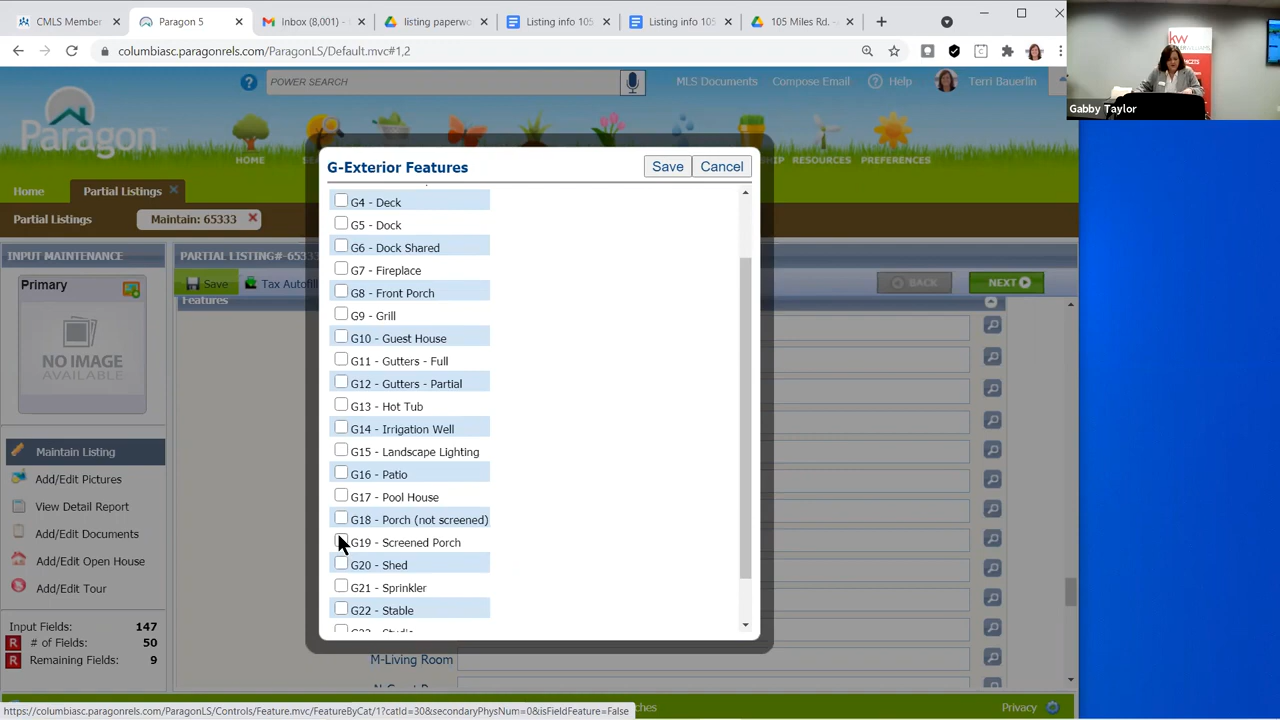 CMLS Member
Paragon 5
Inbox (8,001) -
listing paperw
Listing info 105
Listing info 105
105 Miles Rd. -
columbiasc.paragonrels.com/ParagonLS/Default.mvc#1,2
kw
Gabby Taylor
POWER SEARCH
MLS Documents
Compose Email
Help
Terri Bauerlin
Paragon
HOME
RESOURCES
PREFERENCES
Home
Partial Listings
Partial Listings
Maintain: 65333
INPUT MAINTENANCE
Primary
NO IMAGE
AVAILABLE
Maintain Listing
Add/Edit Pictures
View Detail Report
Add/Edit Documents
Add/Edit Open House
Add/Edit Tour
Input Fields: 147
R # of Fields: 50
R Remaining Fields: 9
PARTIAL LISTING#-6533
Save
Tax Autofill
BACK
NEXT
Features
G-Exterior Features
Save
Cancel
G4 - Deck
G5 - Dock
G6 - Dock Shared
G7 - Fireplace
G8 - Front Porch
G9 - Grill
G10 - Guest House
G11 - Gutters - Full
G12 - Gutters - Partial
G13 - Hot Tub
G14 - Irrigation Well
G15 - Landscape Lighting
G16 - Patio
G17 - Pool House
G18 - Porch (not screened)
G19 - Screened Porch
G20 - Shed
G21 - Sprinkler
G22 - Stable
M-Living Room
Privacy
https://columbiasc.paragonrels.com/ParagonLS/Controls/Feature.mvc/FeatureByCat/1?catId=30&secondaryPhysNum=0&isFieldFeature=False